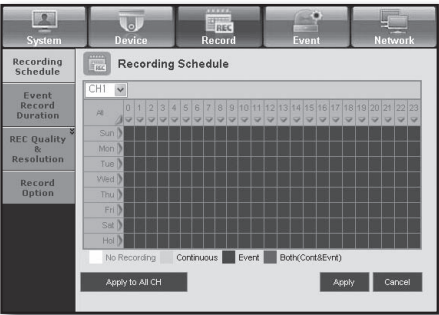 REC
System
Device
Record
Event
Network
Recording
Schedule
Event
Record
Duration
REC Quality
&
Resolution
Record
Option
REC
Recording Schedule
CH1
All
0 1 2 3 4 5 6 7 8 9 10 11 12 13 14 15 16 17 18 19 20 21 22 23
Sun
Mon
Tue
Wed
Thu
Fri
Sat
Hol
No Recording Continuous Event Both(Cont&Evnt)
Apply to All CH
Apply
Cancel